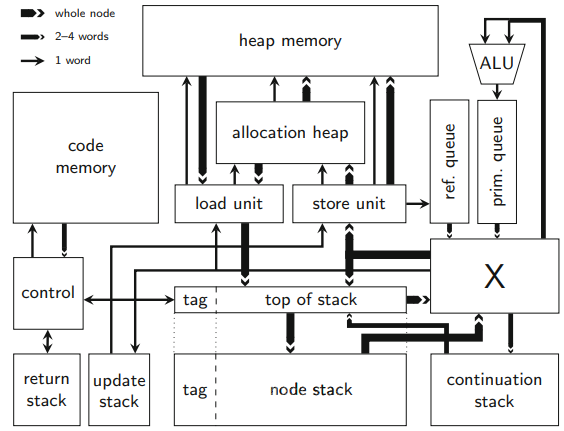 whole node
2–4 words
1 word
heap memory
ALU
code
memory
allocation heap
ref. queue
prim. queue
load unit
store unit
X
control
tag
top of stack
return
stack
update
stack
tag
node stack
continuation
stack